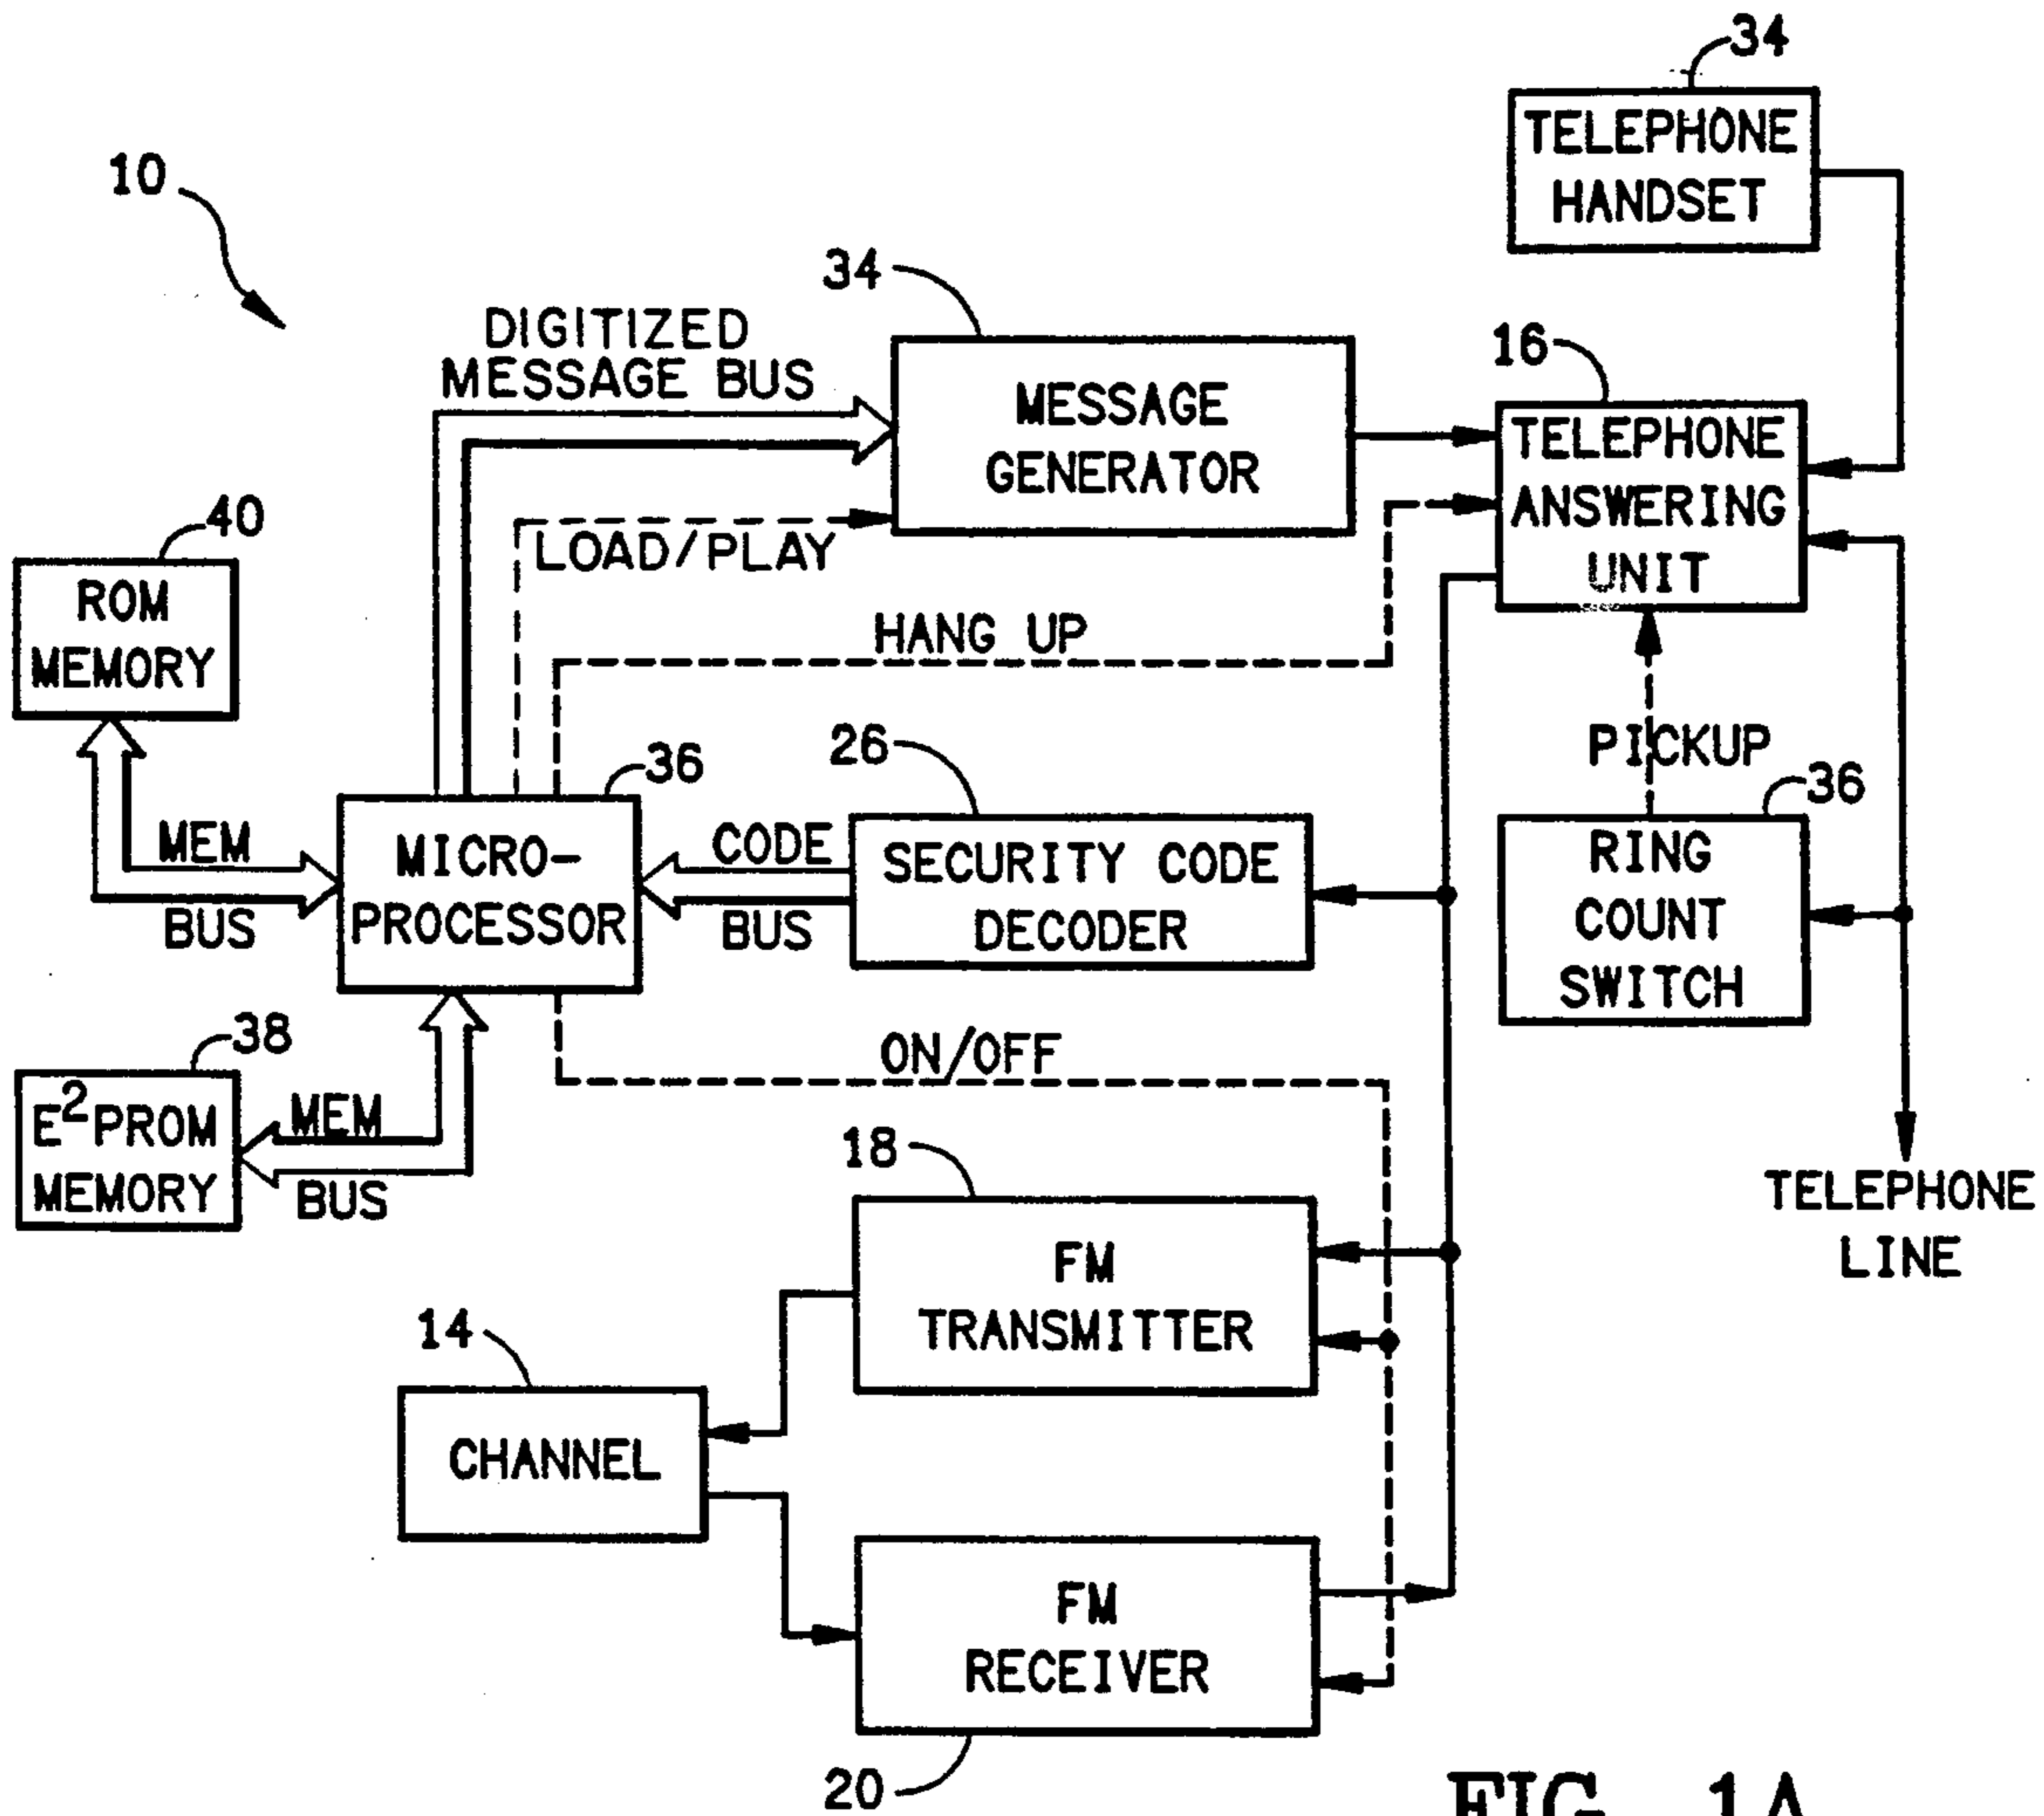 34
TELEPHONE
HANDSET
10
34
DIGITIZED
MESSAGE BUS
MESSAGE
GENERATOR
16
TELEPHONE
ANSWERING
UNIT
LOAD/PLAY
40
ROM
MEMORY
HANG UP
PICKUP
36
MICRO-
PROCESSOR
26
SECURITY CODE
DECODER
CODE
BUS
36
RING
COUNT
SWITCH
MEM
BUS
38
E²PROM
MEMORY
MEM
BUS
ON/OFF
TELEPHONE
LINE
18
FM
TRANSMITTER
14
CHANNEL
FM
RECEIVER
20
FIG. 1A